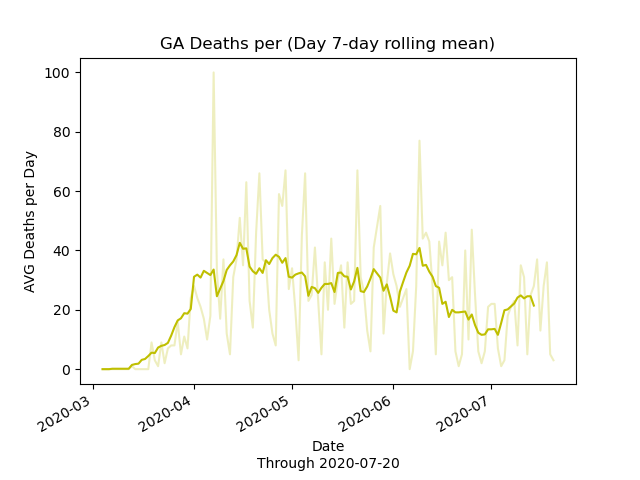 GA Deaths per (Day 7-day rolling mean)
100
80
60
40
20
0
AVG Deaths per Day
2020-03
2020-04
2020-05
2020-06
2020-07
Date
Through 2020-07-20